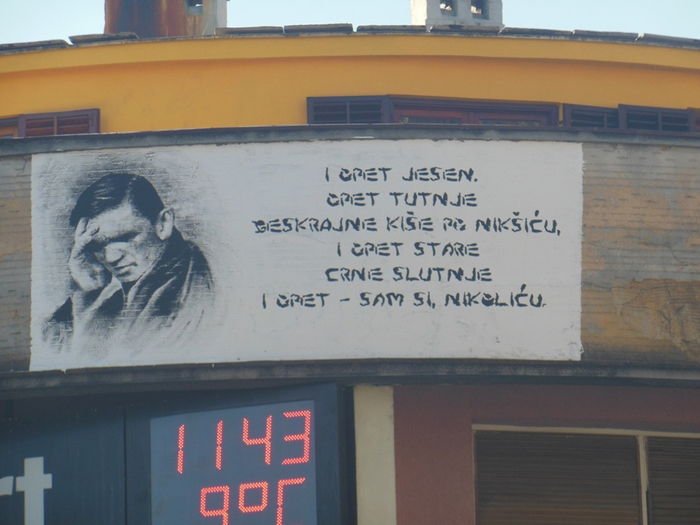 I OPET JESEN.
OPET TUTNJE
BESKRAJNE KIŠE PO NIKŠIĆU,
I OPET STARE
CRNE SLUTNJE
I OPET - SAM SI, NIKOLIĆU.
1143
9°C